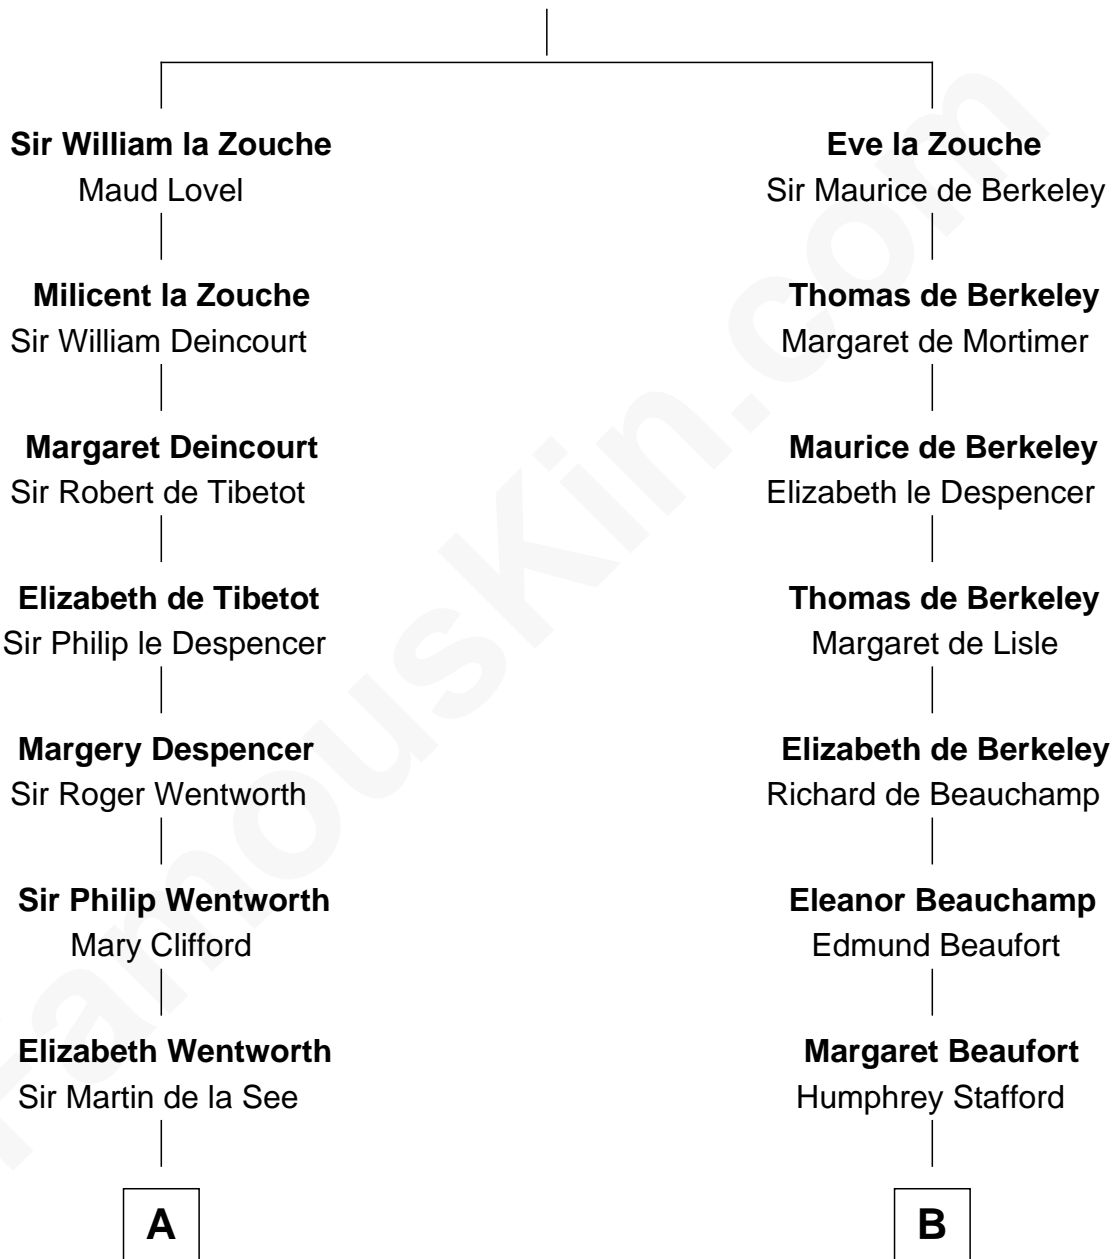 Sir William la Zouche
Maud Lovel
Milicent la Zouche
Sir William Deincourt
Margaret Deincourt
Sir Robert de Tibetot
Elizabeth de Tibetot
Sir Philip le Despencer
Margery Despencer
Sir Roger Wentworth
Sir Philip Wentworth
Mary Clifford
Elizabeth Wentworth
Sir Martin de la See
A
Eve la Zouche
Sir Maurice de Berkeley
Thomas de Berkeley
Margaret de Mortimer
Maurice de Berkeley
Elizabeth le Despencer
Thomas de Berkeley
Margaret de Lisle
Elizabeth de Berkeley
Richard de Beauchamp
Eleanor Beauchamp
Edmund Beaufort
Margaret Beaufort
Humphrey Stafford
B
FamousKin.com